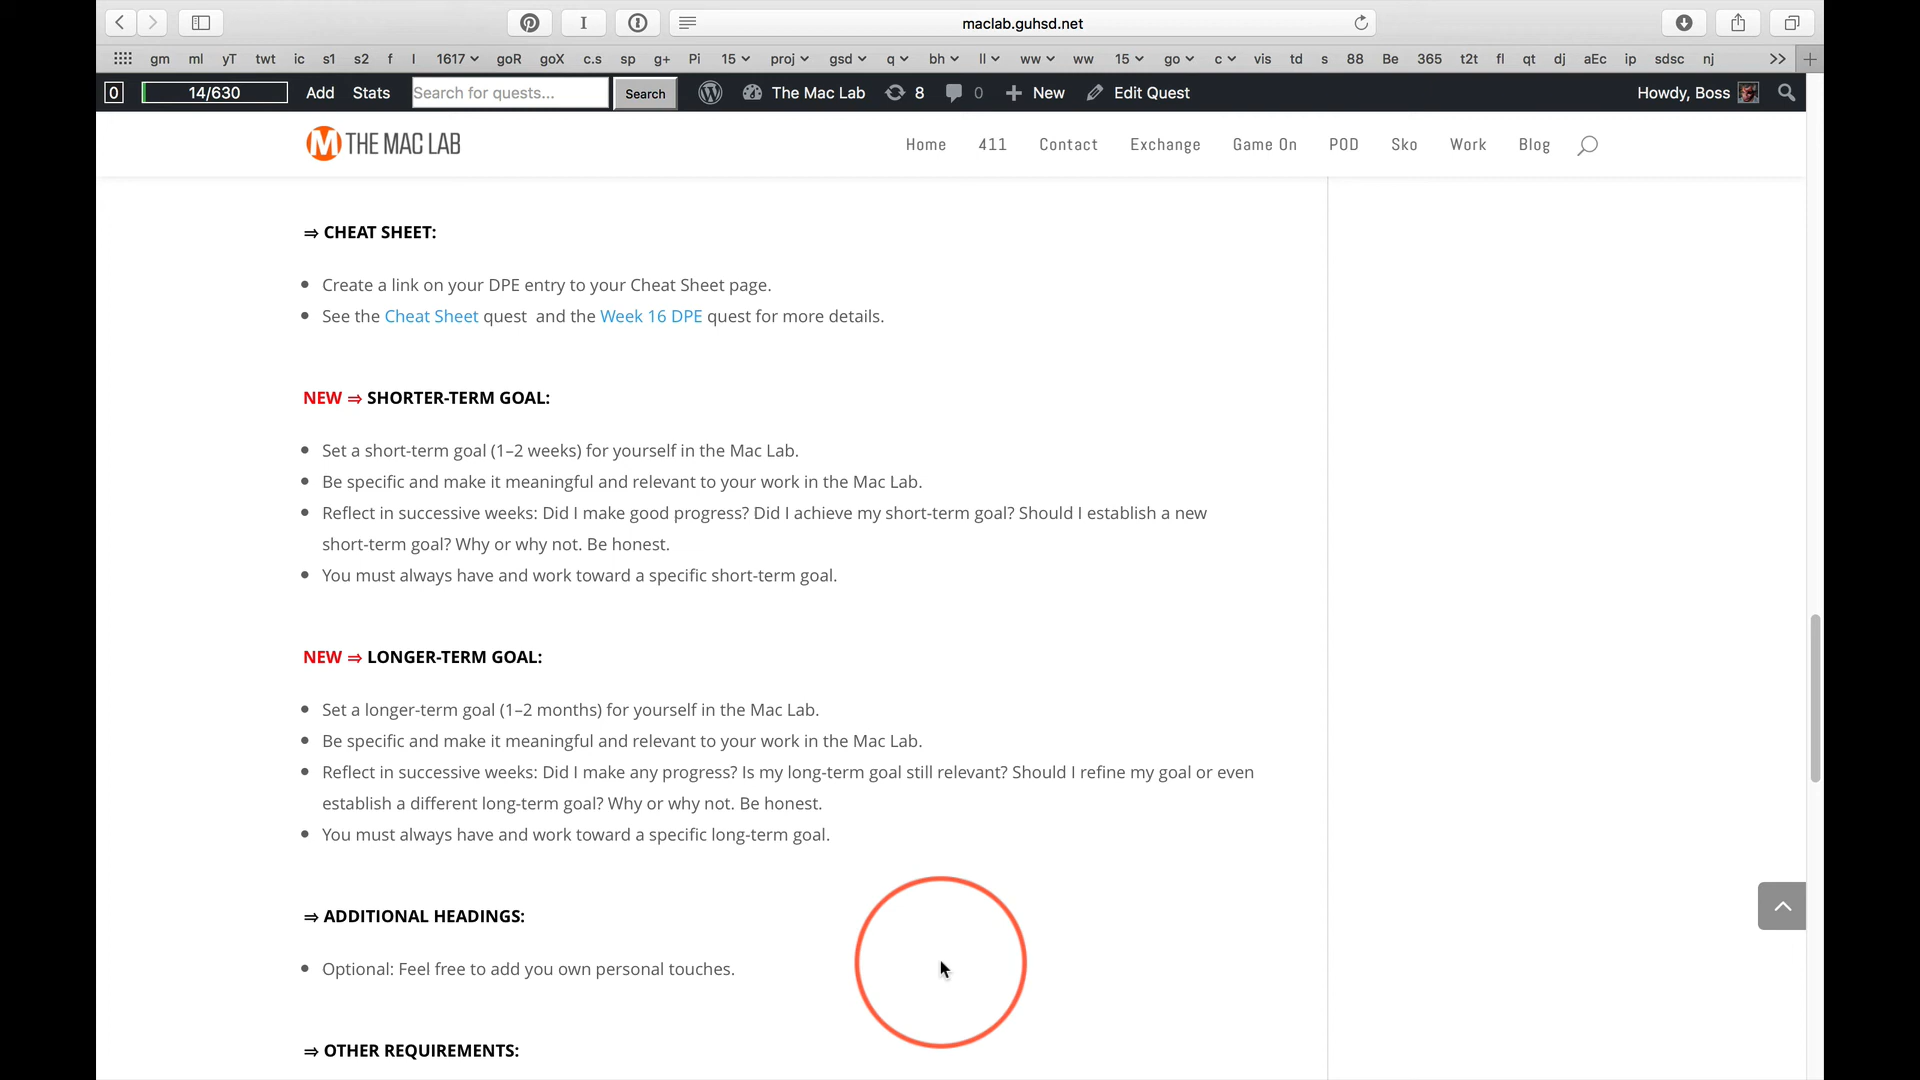 maclab.guhsd.net
gm ml yT twt ic s1 s2 f I 1617 goR goX c.s sp g+ Pi 15 proj gsd q bh ll ww ww 15 go c vis td s 88 Be 365 t2t fl qt dj aEc ip sdsc nj
0 14/630 Add Stats Search for quests... Search The Mac Lab 8 0 New Edit Quest Howdy, Boss
M THE MAC LAB Home 411 Contact Exchange Game On POD Sko Work Blog
⇒ CHEAT SHEET:
• Create a link on your DPE entry to your Cheat Sheet page.
• See the Cheat Sheet quest and the Week 16 DPE quest for more details.
NEW ⇒ SHORTER-TERM GOAL:
• Set a short-term goal (1–2 weeks) for yourself in the Mac Lab.
• Be specific and make it meaningful and relevant to your work in the Mac Lab.
• Reflect in successive weeks: Did I make good progress? Did I achieve my short-term goal? Should I establish a new
short-term goal? Why or why not. Be honest.
• You must always have and work toward a specific short-term goal.
NEW ⇒ LONGER-TERM GOAL:
• Set a longer-term goal (1–2 months) for yourself in the Mac Lab.
• Be specific and make it meaningful and relevant to your work in the Mac Lab.
• Reflect in successive weeks: Did I make any progress? Is my long-term goal still relevant? Should I refine my goal or even
establish a different long-term goal? Why or why not. Be honest.
• You must always have and work toward a specific long-term goal.
⇒ ADDITIONAL HEADINGS:
• Optional: Feel free to add you own personal touches.
⇒ OTHER REQUIREMENTS: